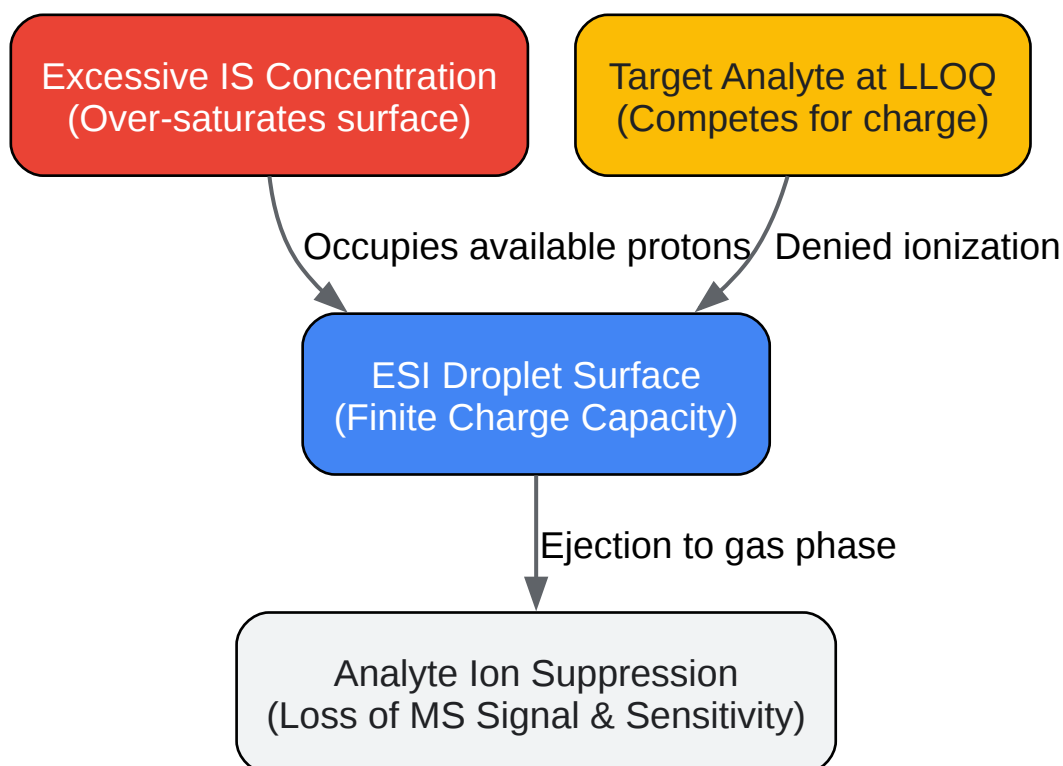 Excessive IS Concentration
(Over-saturates surface)
Target Analyte at LLOQ
(Competes for charge)
Occupies available protons
Denied ionization
ESI Droplet Surface
(Finite Charge Capacity)
Ejection to gas phase
Analyte Ion Suppression
(Loss of MS Signal & Sensitivity)